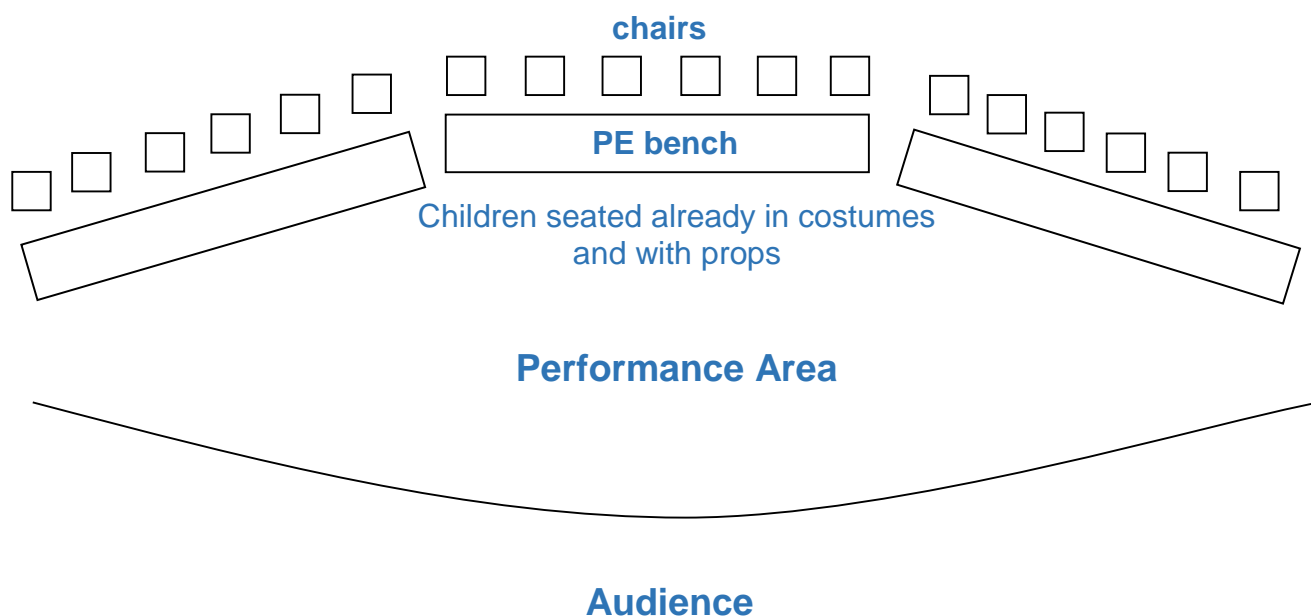 chairs
PE bench
Children seated already in costumes
and with props
Performance Area
Audience